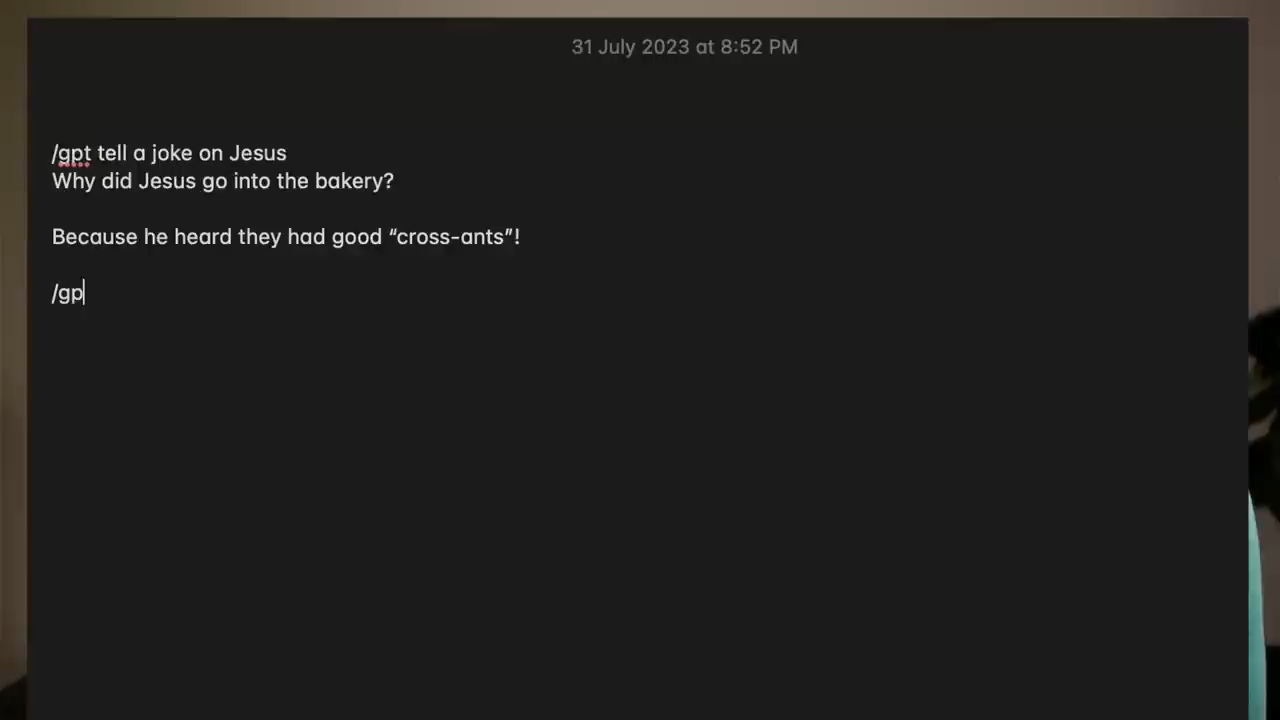 31 July 2023 at 8:52 PM
/gpt tell a joke on Jesus
Why did Jesus go into the bakery?
Because he heard they had good “cross-ants”!
/gp